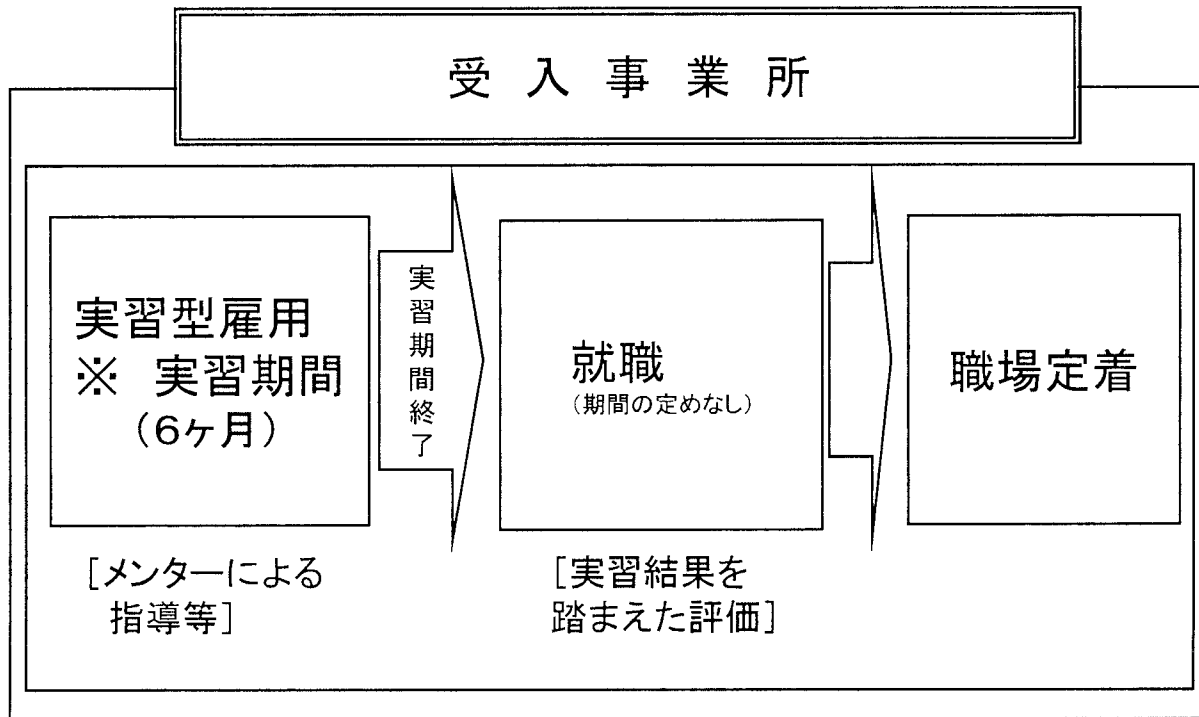 受入事業所
実習型雇用
※ 実習期間
(6ヶ月)
[メンターによる
指導等]
実習期間終了
就職
(期間の定めなし)
[実習結果を
踏まえた評価]
職場定着